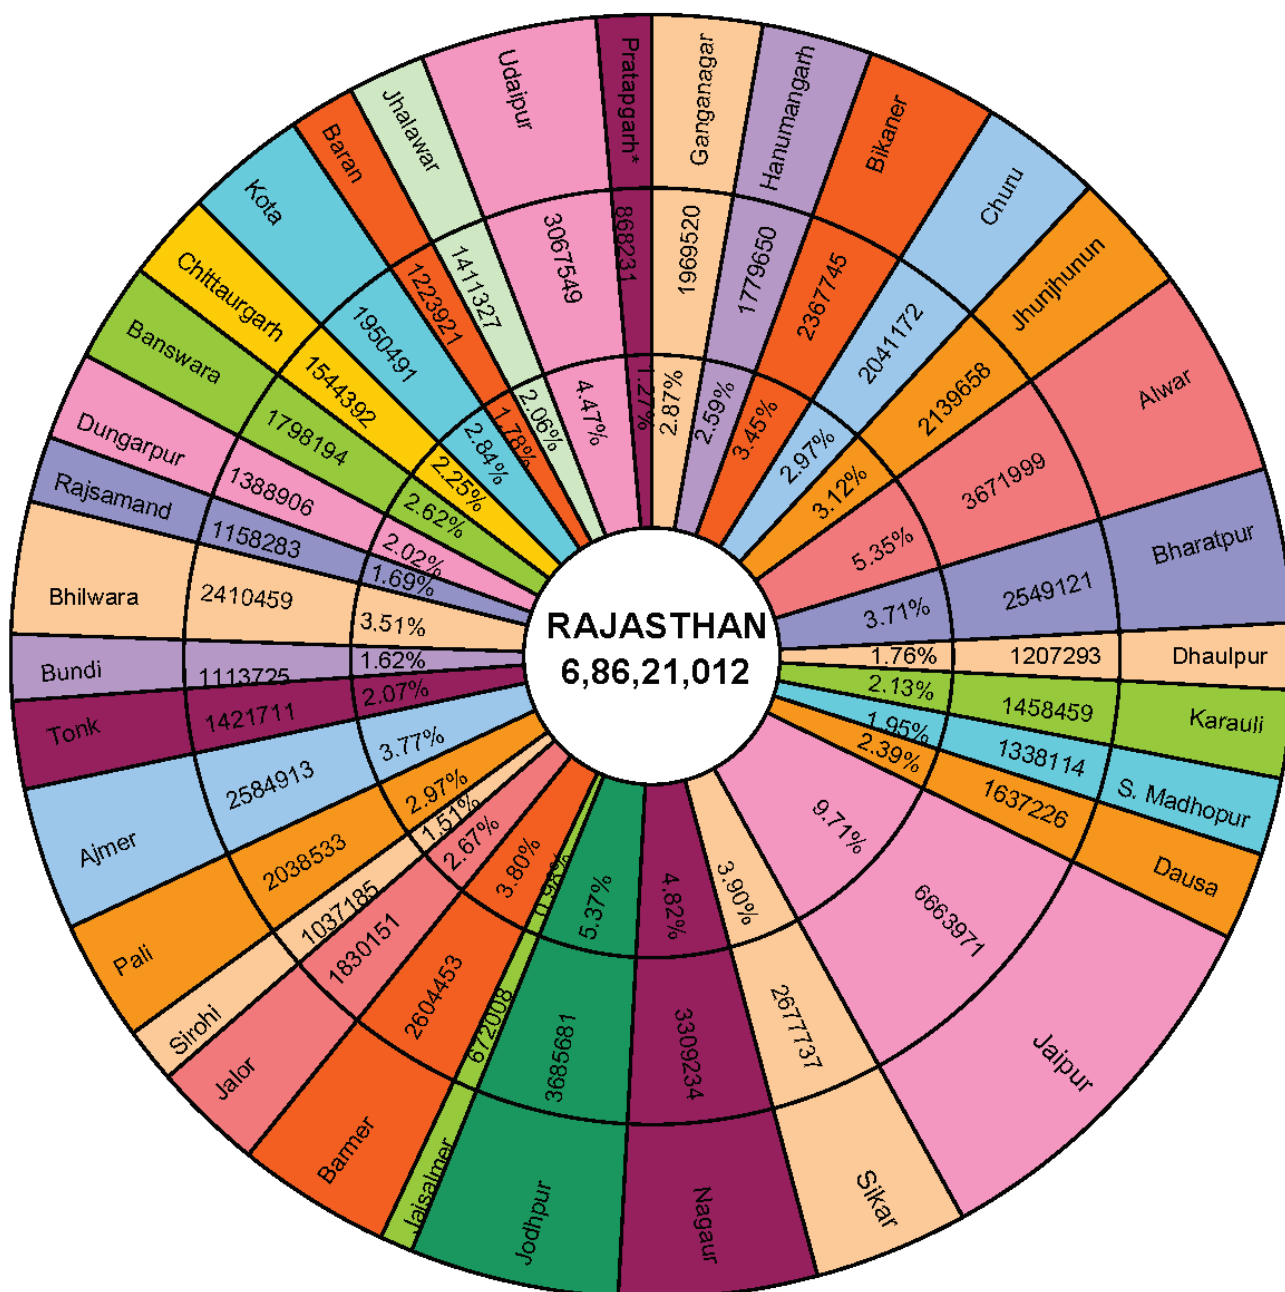 RAJASTHAN
6,86,21,012
Ganganagar
1969520
2.87%
Hanumangarh
1779650
2.59%
Bikaner
2367745
3.45%
Churu
2041172
2.97%
Jhunjhunun
2139658
3.12%
Alwar
3671999
5.35%
Bharatpur
2549121
3.71%
Dhaulpur
1207293
1.76%
Karauli
1458459
2.13%
S. Madhopur
1338114
1.95%
Dausa
1637226
2.39%
Jaipur
6663971
9.71%
Sikar
2677737
3.90%
Nagaur
3309234
4.82%
Jodhpur
3685681
5.37%
Jaisalmer
672008
0.98%
Barmer
2604453
3.80%
Jalor
1830151
2.67%
Sirohi
1037185
1.51%
Pali
2038533
2.97%
Ajmer
2584913
3.77%
Tonk
1421711
2.07%
Bundi
1113725
1.62%
Bhilwara
2410459
3.51%
Rajsamand
1158283
1.69%
Dungarpur
1388906
2.02%
Banswara
1798194
2.62%
Chittaurgarh
1544392
2.25%
Kota
1950491
2.84%
Baran
1223921
1.78%
Jhalawar
1411327
2.06%
Udaipur
3067549
4.47%
Pratapgarh*
868231
1.27%